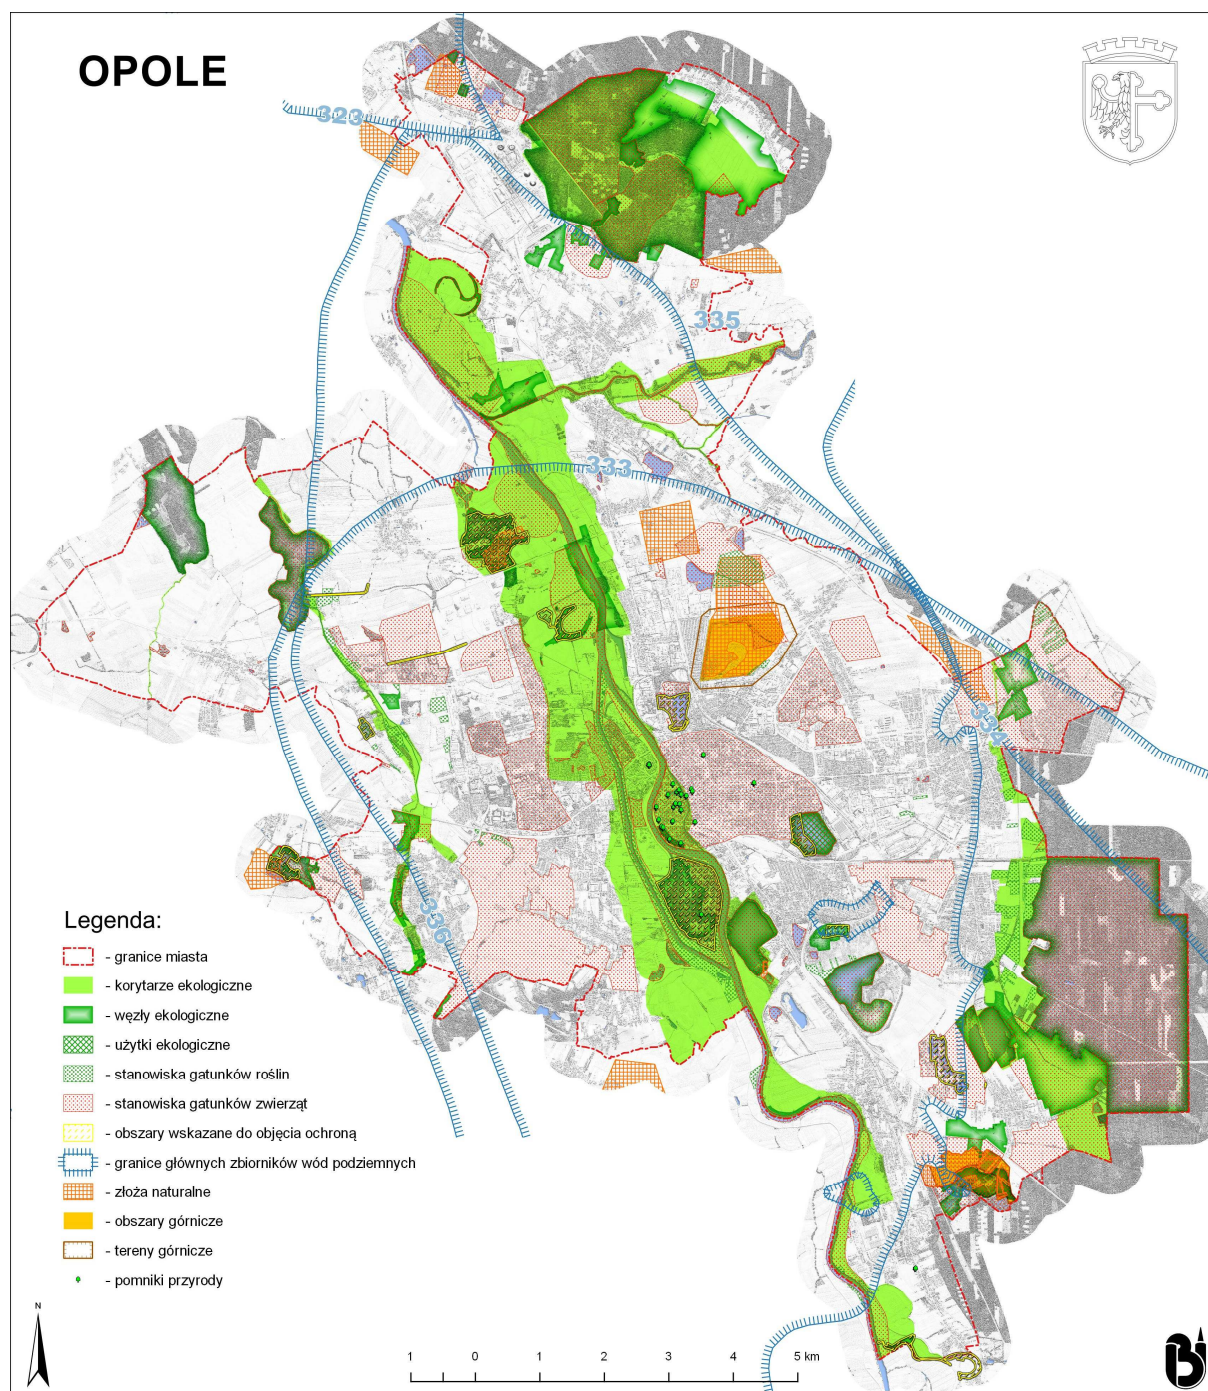 OPOLE
323
335
333
334
336
Legenda:
- granice miasta
- korytarze ekologiczne
- węzły ekologiczne
- użytki ekologiczne
- stanowiska gatunków roślin
- stanowiska gatunków zwierząt
- obszary wskazane do objęcia ochroną
- granice głównych zbiorników wód podziemnych
- złoża naturalne
- obszary górnicze
- tereny górnicze
- pomniki przyrody
N
1 0 1 2 3 4 5 km